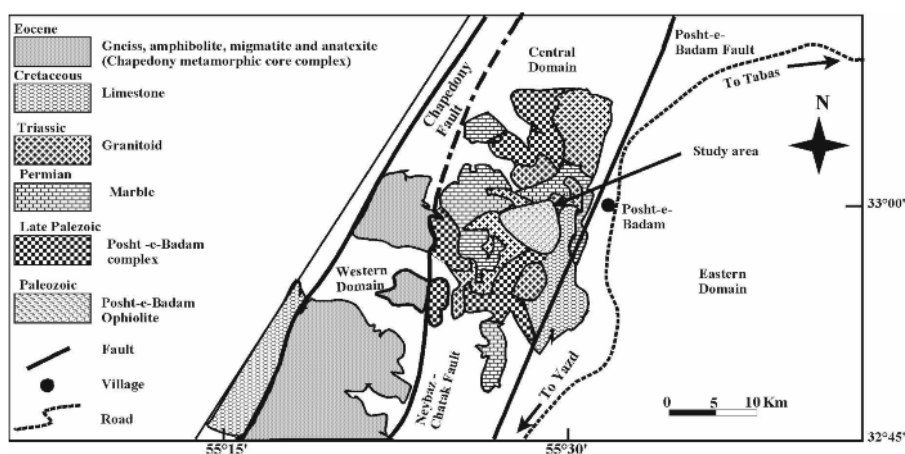 Eocene
Gneiss, amphibolite, migmatite and anatexite
(Chapedony metamorphic core complex)
Cretaceous
Limestone
Triassic
Granitoid
Permian
Marble
Late Palezoic
Posht -e-Badam
complex
Paleozoic
Posht-e-Badam
Ophiolite
Fault
Village
Road
Chapedony
Fault
Central
Domain
Posht-e-
Badam Fault
To Tabas
N
Study area
33°00'
Posht-e-
Badam
Western
Domain
Eastern
Domain
Neybaz -
Chatak Fault
To Yazd
0 5 10 Km
32°45'
55°15'
55°30'